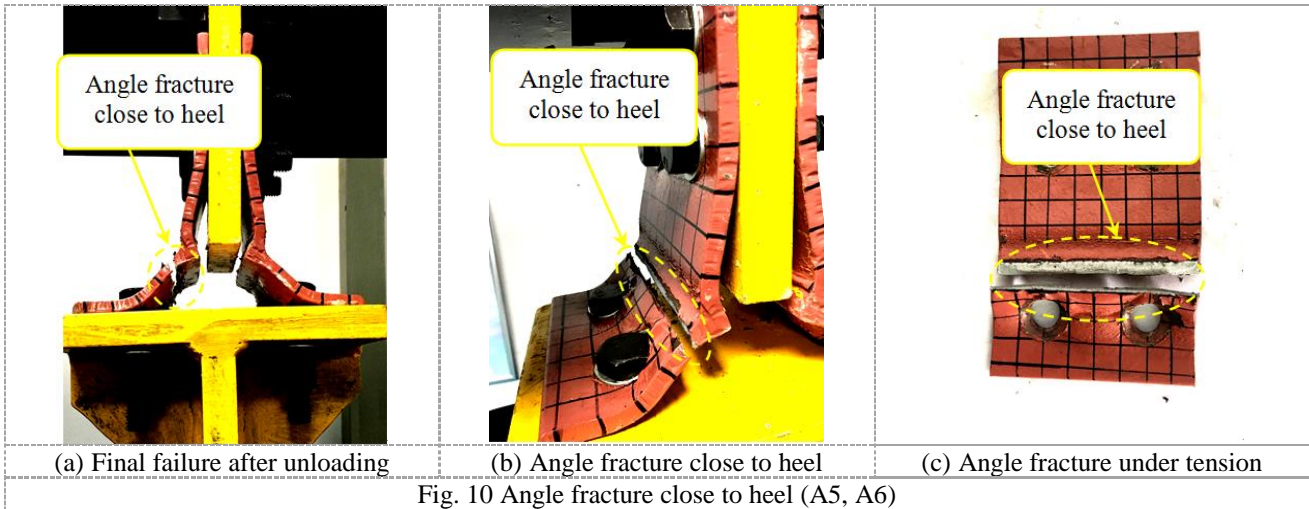 Angle fracture
close to heel
Angle fracture
close to heel
Angle fracture
close to heel
(a) Final failure after unloading
(b) Angle fracture close to heel
(c) Angle fracture under tension
Fig. 10 Angle fracture close to heel (A5, A6)